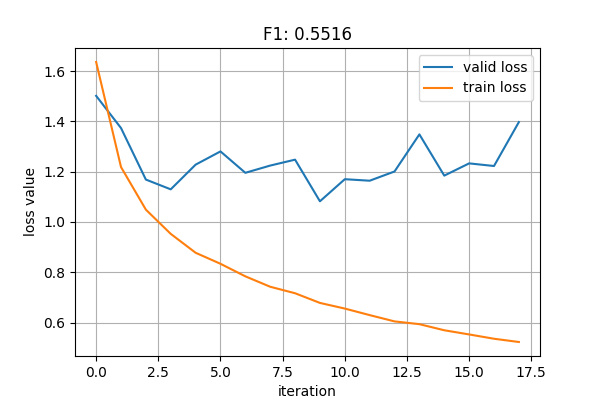 F1: 0.5516
valid loss
train loss
1.6
1.4
1.2
1.0
0.8
0.6
loss value
0.0 2.5 5.0 7.5 10.0 12.5 15.0 17.5
iteration